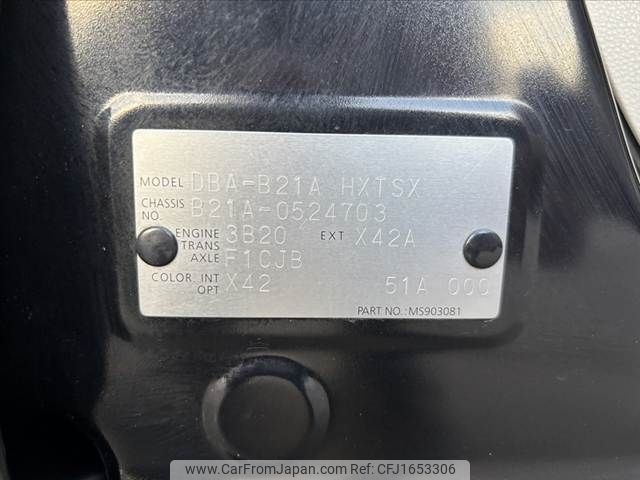 MODEL DBA-B21A HXTSX
CHASSIS NO. B21A-0524703
ENGINE 3B20 EXT X42A
TRANS AXLE F1CJB
COLOR INT OPT X42 51A 000
PART NO.: MS903081
www.CarFromJapan.com | Ref No: CFJ1653306